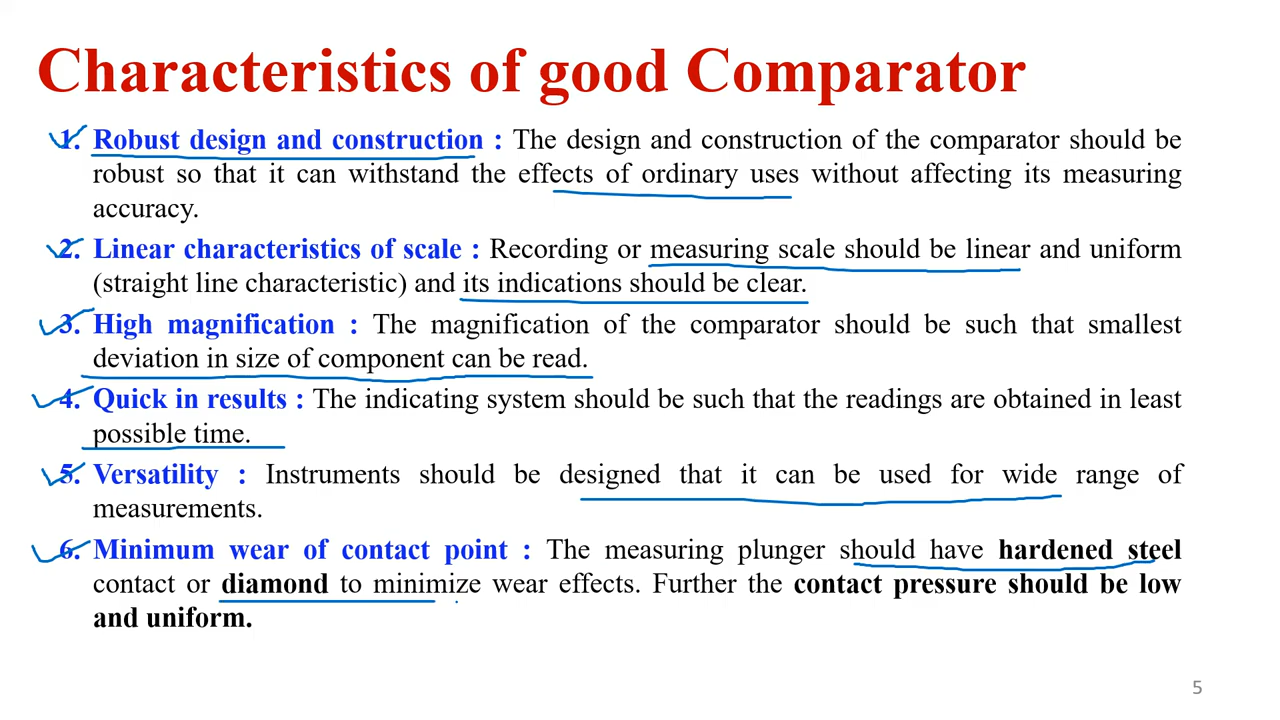 Characteristics of good Comparator
1. Robust design and construction : The design and construction of the comparator should be
robust so that it can withstand the effects of ordinary uses without affecting its measuring
accuracy.
2. Linear characteristics of scale : Recording or measuring scale should be linear and uniform
(straight line characteristic) and its indications should be clear.
3. High magnification : The magnification of the comparator should be such that smallest
deviation in size of component can be read.
4. Quick in results : The indicating system should be such that the readings are obtained in least
possible time.
5. Versatility : Instruments should be designed that it can be used for wide range of
measurements.
6. Minimum wear of contact point : The measuring plunger should have hardened steel
contact or diamond to minimize wear effects. Further the contact pressure should be low
and uniform.
5